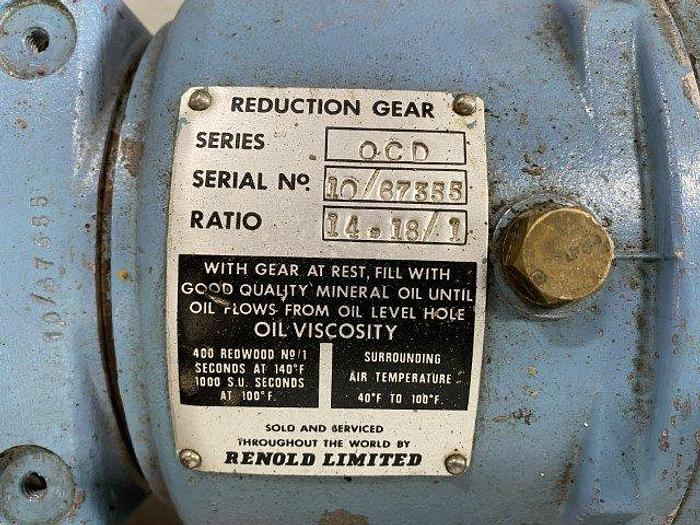 REDUCTION GEAR
SERIES OCD
SERIAL Nº. 10/67355
RATIO 14.18/1
WITH GEAR AT REST, FILL WITH
GOOD QUALITY MINERAL OIL UNTIL
OIL FLOWS FROM OIL LEVEL HOLE
OIL VISCOSITY
400 REDWOOD Nº/1
SECONDS AT 140°F
1000 S.U. SECONDS
AT 100°F.
SURROUNDING
AIR TEMPERATURE
40°F TO 100°F.
SOLD AND SERVICED
THROUGHOUT THE WORLD BY
RENOLD LIMITED
10/67355